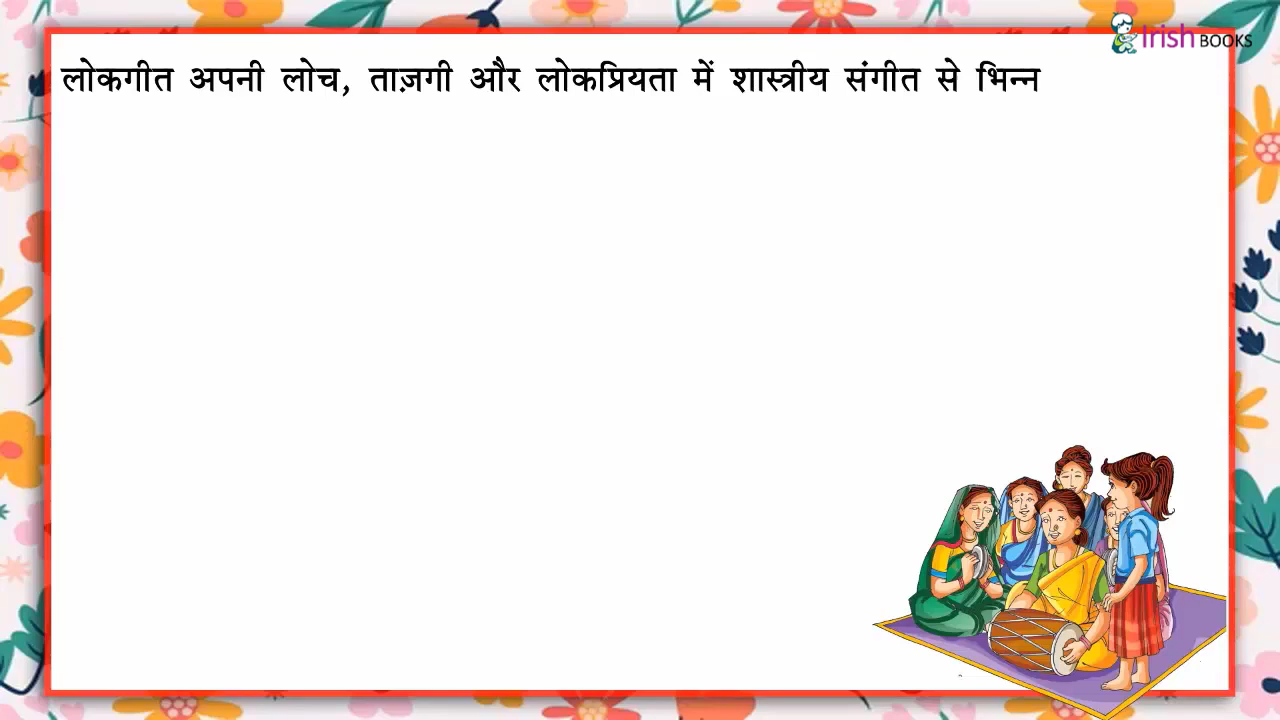 Irish BOOKS
लोकगीत अपनी लोच, ताज़गी और लोकप्रियता में शास्त्रीय संगीत से भिन्न